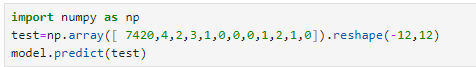 import numpy as np
test=np.array([ 7420,4,2,3,1,0,0,0,1,2,1,0]).reshape(-12,12)
model.predict(test)